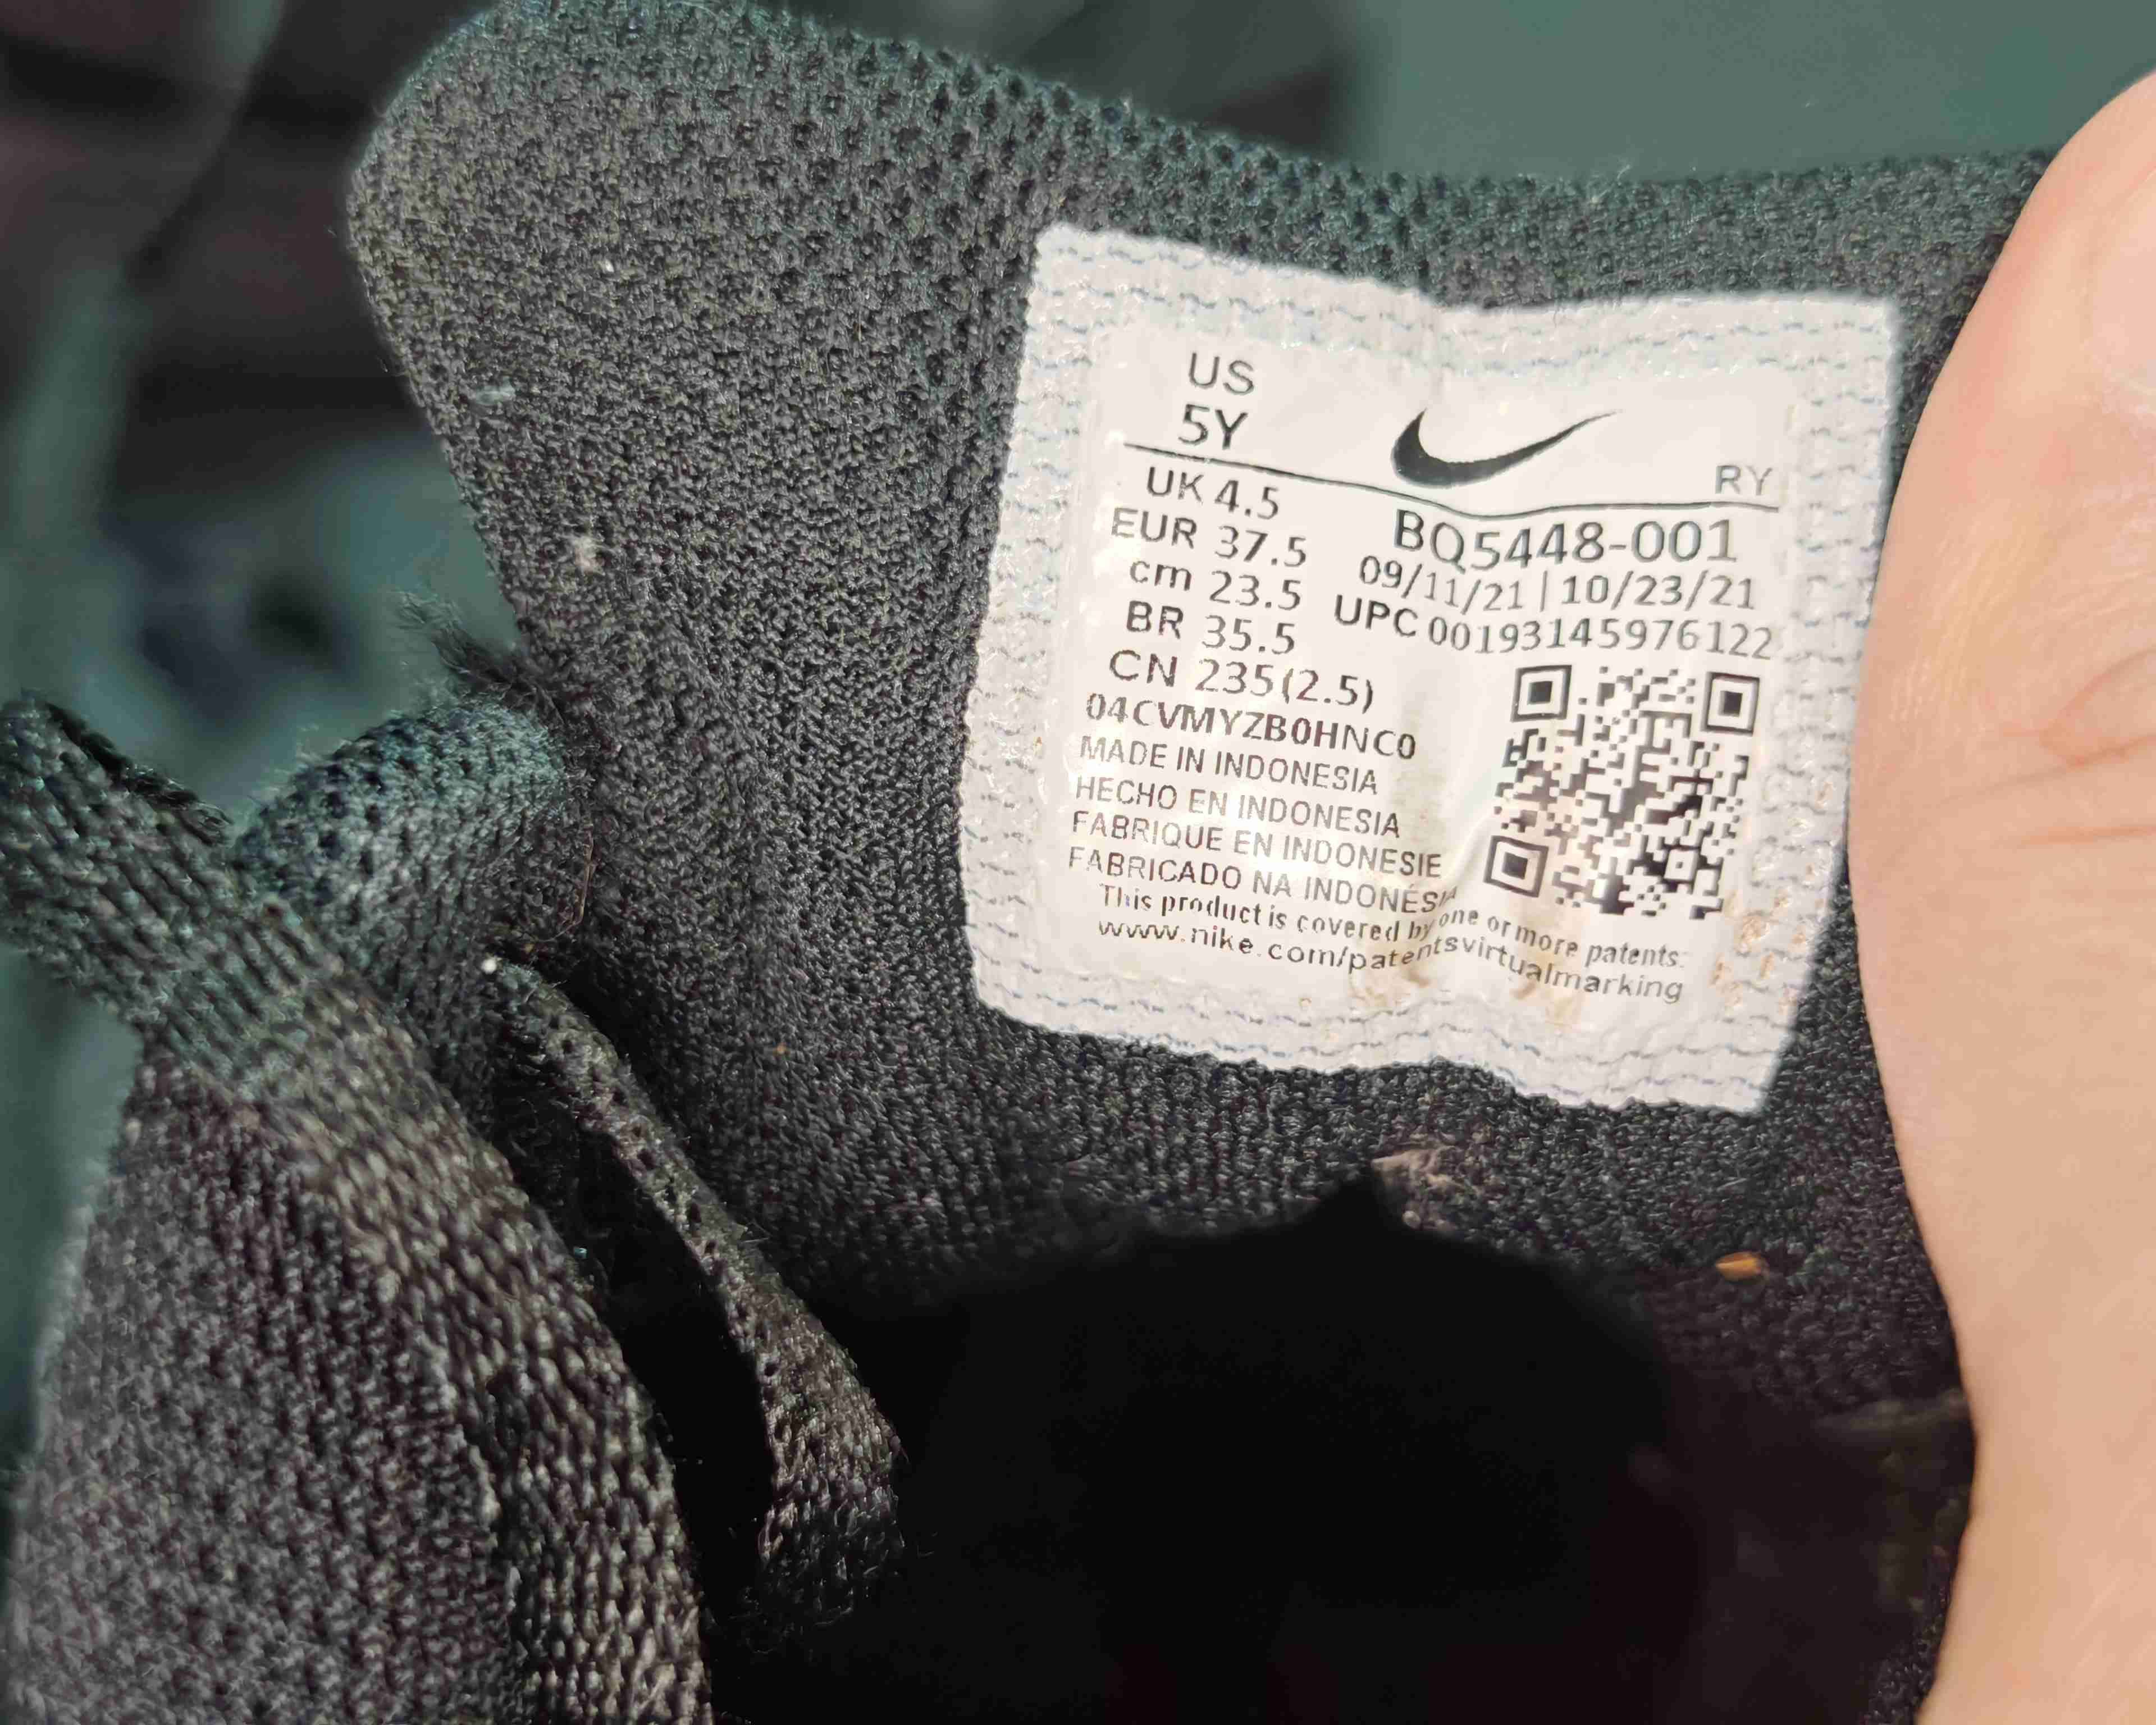 US
5Y
RY
UK 4.5
EUR 37.5
cm 23.5
BR 35.5
CN 235(2.5)
BQ5448-001
09/11/21 | 10/23/21
UPC 00193145976122
04CVMYZB0HNC0
MADE IN INDONESIA
HECHO EN INDONESIA
FABRIQUE EN INDONESIE
FABRICADO NA INDONÉSIA
This product is covered by one or more patents:
www.nike.com/patentsvirtualmarking